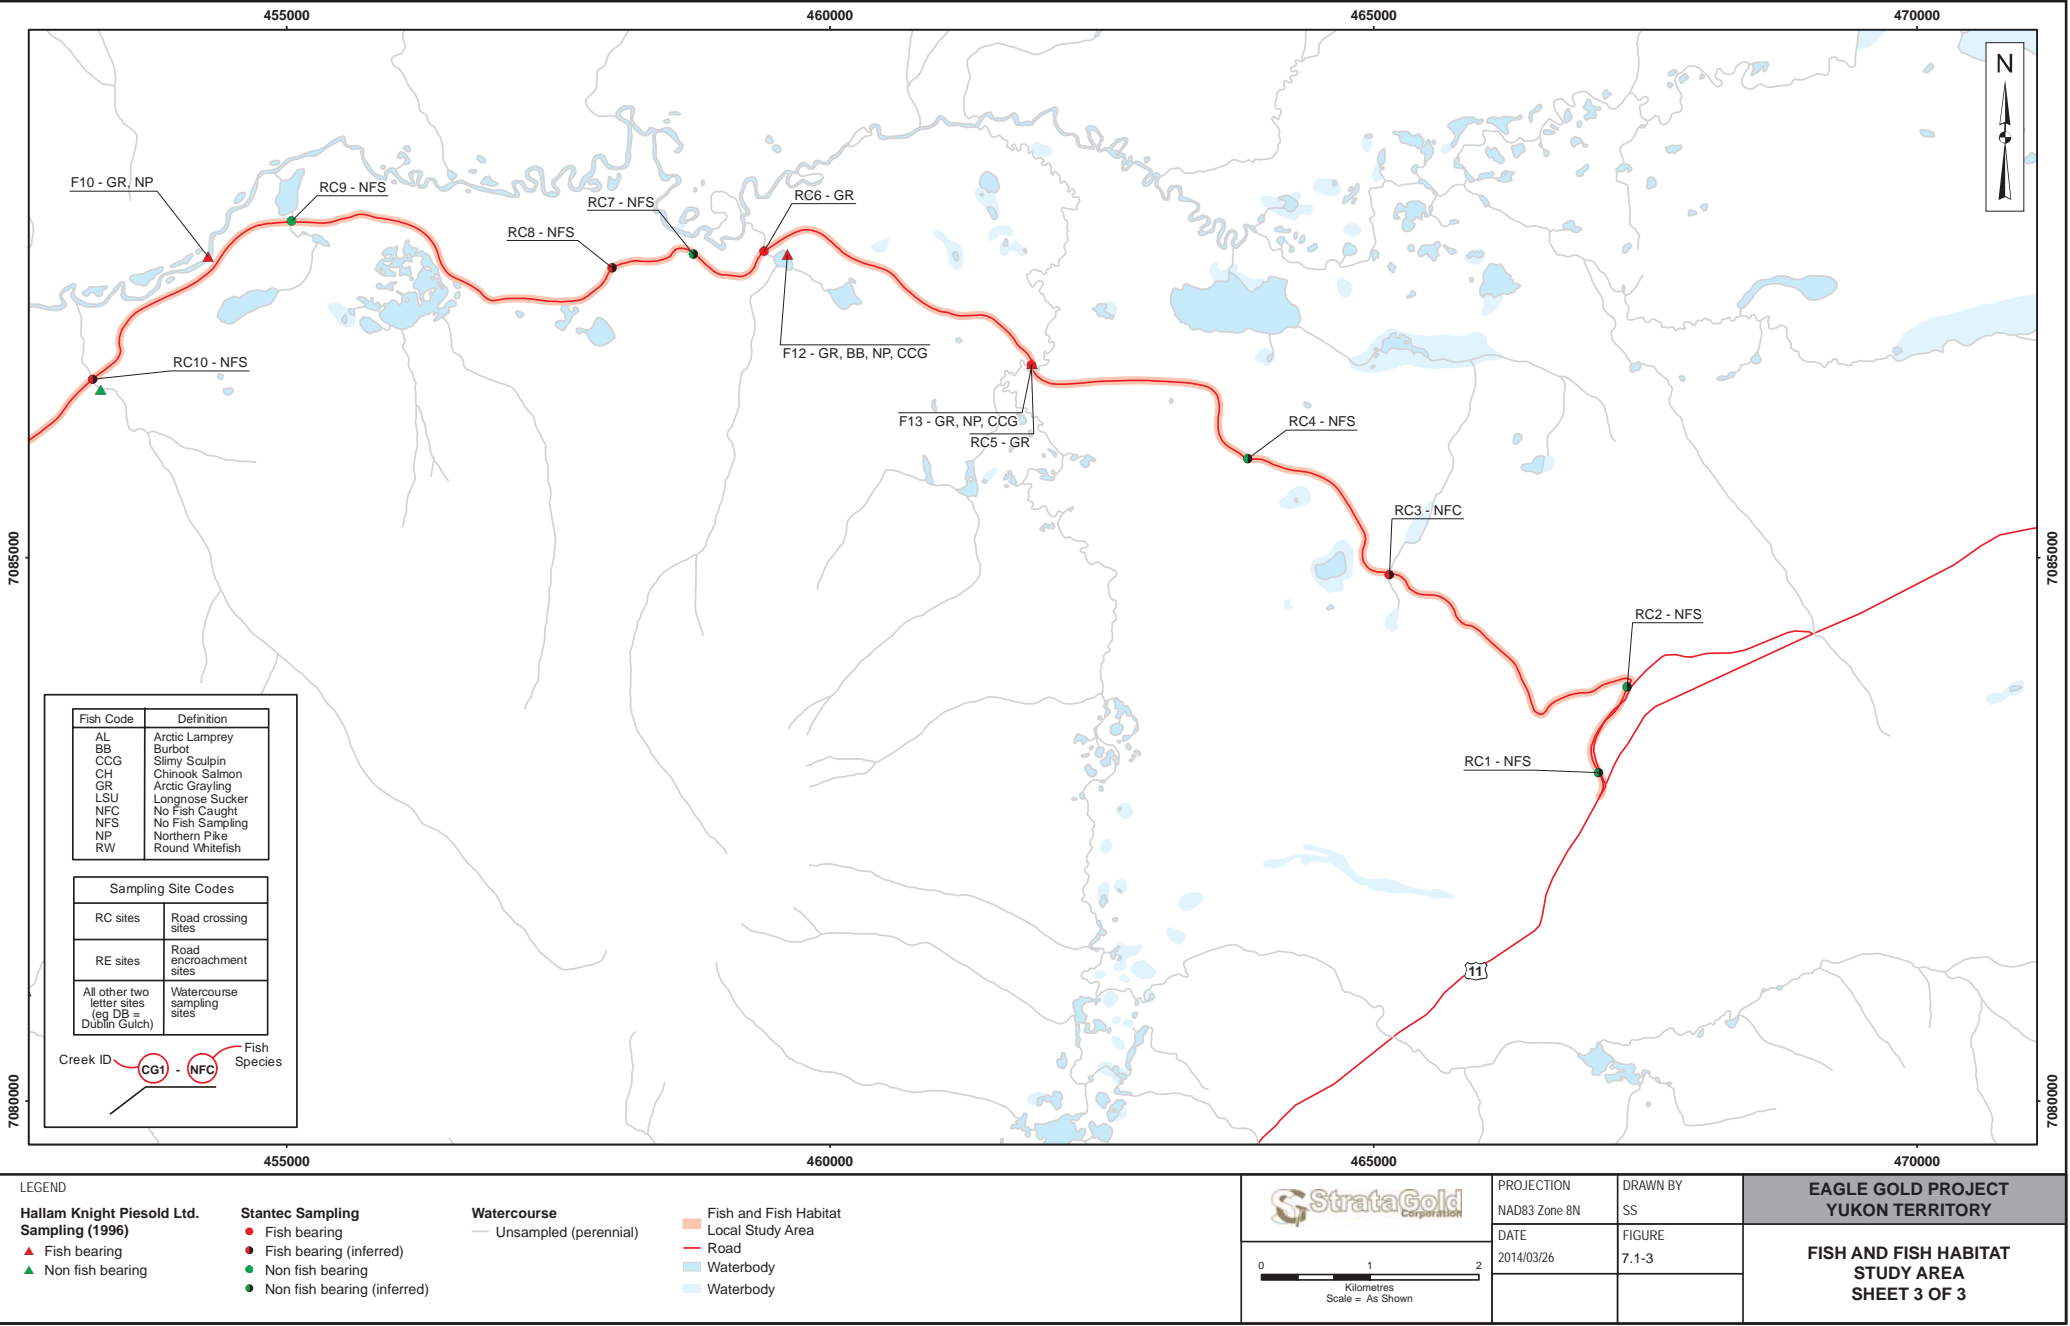 455000
460000
465000
470000
N
F10 - GR, NP
RC9 - NFS
RC7 - NFS
RC6 - GR
RC8 - NFS
RC10 - NFS
F12 - GR, BB, NP, CCG
F13 - GR, NP, CCG
RC5 - GR
RC4 - NFS
RC3 - NFC
RC2 - NFS
RC1 - NFS
11
7085000
7085000
7080000
7080000
Fish Code Definition
AL Arctic Lamprey
BB Burbot
CCG Slimy Sculpin
CH Chinook Salmon
GR Arctic Grayling
LSU Longnose Sucker
NFC No Fish Caught
NFS No Fish Sampling
NP Northern Pike
RW Round Whitefish
Sampling Site Codes
RC sites
Road crossing
sites
RE sites
Road
encroachment
sites
All other two
letter sites
(eg DB =
Dublin Gulch)
Watercourse
sampling
sites
Creek ID
CG1 - NFC
Fish
Species
455000
460000
465000
470000
LEGEND
Hallam Knight Piesold Ltd.
Sampling (1996)
Fish bearing
Non fish bearing
Stantec Sampling
Fish bearing
Fish bearing (inferred)
Non fish bearing
Non fish bearing (inferred)
Watercourse
Unsampled (perennial)
Fish and Fish Habitat
Local Study Area
Road
Waterbody
Waterbody
StrataGold
Corporation
0 1 2
Kilometres
Scale = As Shown
PROJECTION
NAD83 Zone 8N
DRAWN BY
SS
DATE
2014/03/26
FIGURE
7.1-3
EAGLE GOLD PROJECT
YUKON TERRITORY
FISH AND FISH HABITAT
STUDY AREA
SHEET 3 OF 3